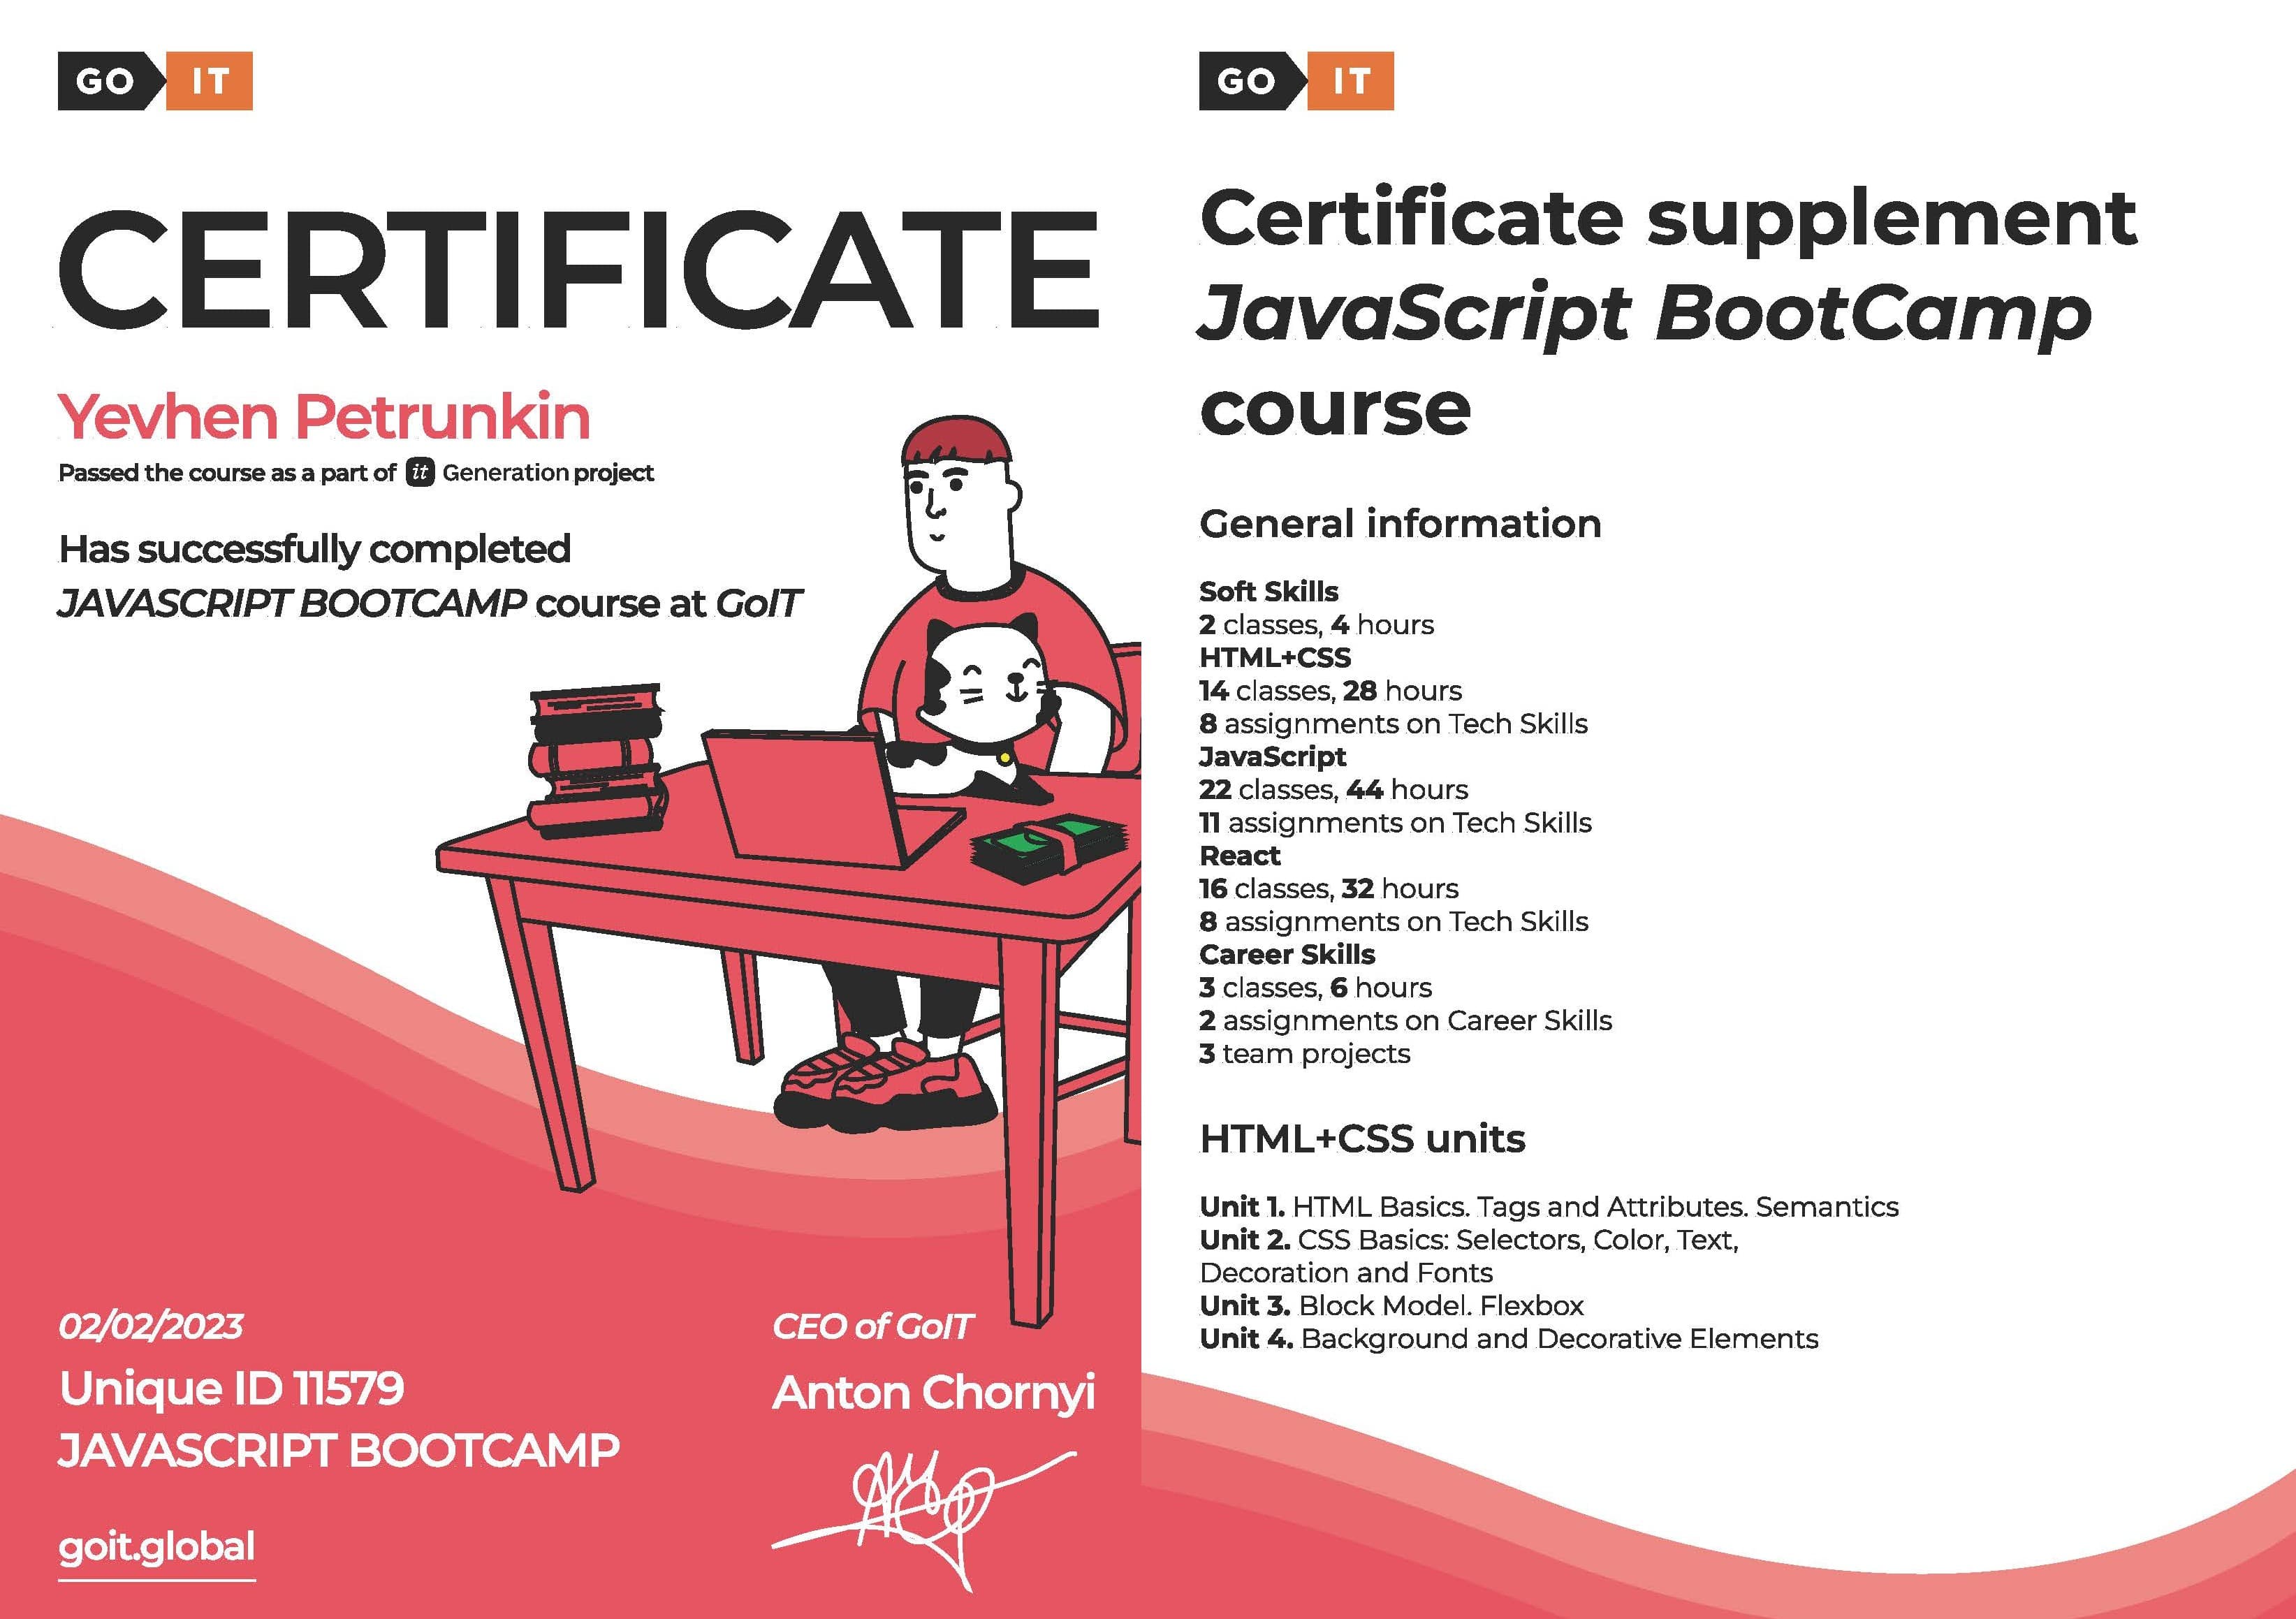 GO IT
CERTIFICATE
Yevhen Petrunkin
Passed the course as a part of it Generation project
Has successfully completed
JAVASCRIPT BOOTCAMP course at GoIT
02/02/2023
Unique ID 11579
JAVASCRIPT BOOTCAMP
goit.global
CEO of GoIT
Anton Chornyi
GO IT
Certificate supplement
JavaScript BootCamp
course
General information
Soft Skills
2 classes, 4 hours
HTML+CSS
14 classes, 28 hours
8 assignments on Tech Skills
JavaScript
22 classes, 44 hours
11 assignments on Tech Skills
React
16 classes, 32 hours
8 assignments on Tech Skills
Career Skills
3 classes, 6 hours
2 assignments on Career Skills
3 team projects
HTML+CSS units
Unit 1. HTML Basics. Tags and Attributes. Semantics
Unit 2. CSS Basics: Selectors, Color, Text,
Decoration and Fonts
Unit 3. Block Model. Flexbox
Unit 4. Background and Decorative Elements